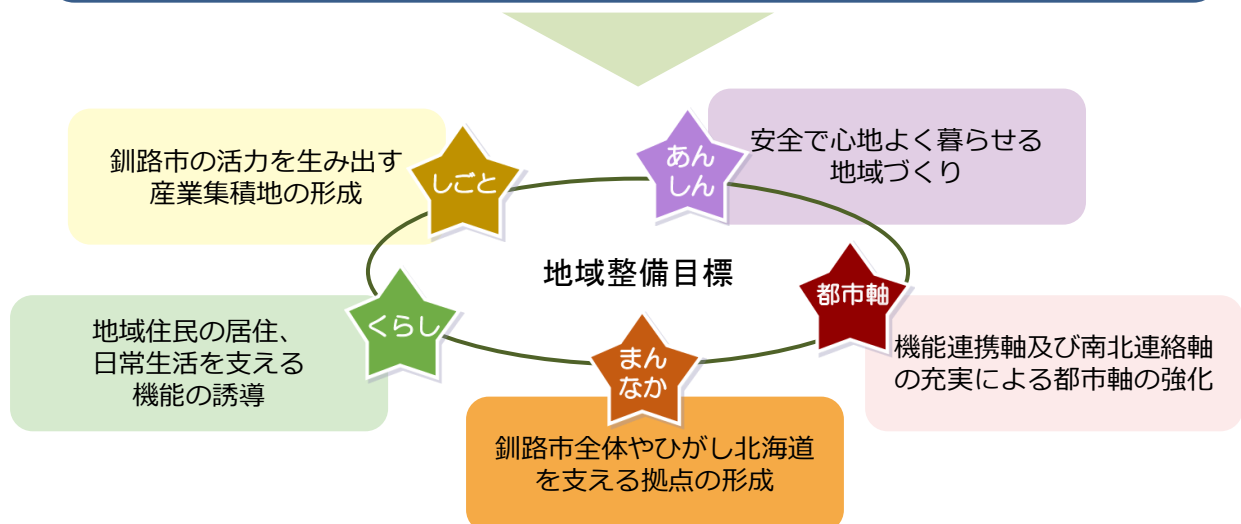 しごと
釧路市の活力を生み出す
産業集積地の形成
あん
しん
安全で心地よく暮らせる
地域づくり
地域整備目標
くらし
地域住民の居住、
日常生活を支える
機能の誘導
まん
なか
釧路市全体やひがし北海道
を支える拠点の形成
都市軸
機能連携軸及び南北連絡軸
の充実による都市軸の強化